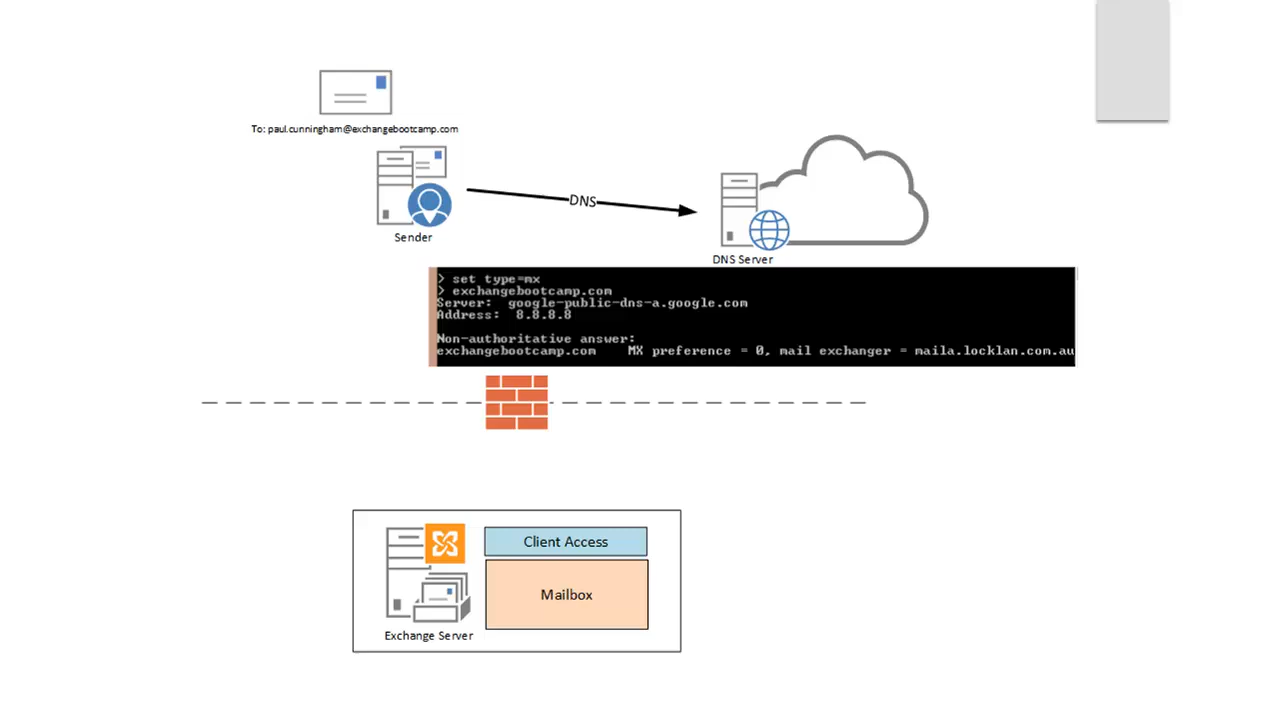 To: paul.cunningham@exchangebootcamp.com
Sender
DNS
DNS Server
> set type=mx
> exchangebootcamp.com
Server: google-public-dns-a.google.com
Address: 8.8.8.8
Non-authoritative answer:
exchangebootcamp.com MX preference = 0, mail exchanger = maila.locklan.com.au
Client Access
Mailbox
Exchange Server